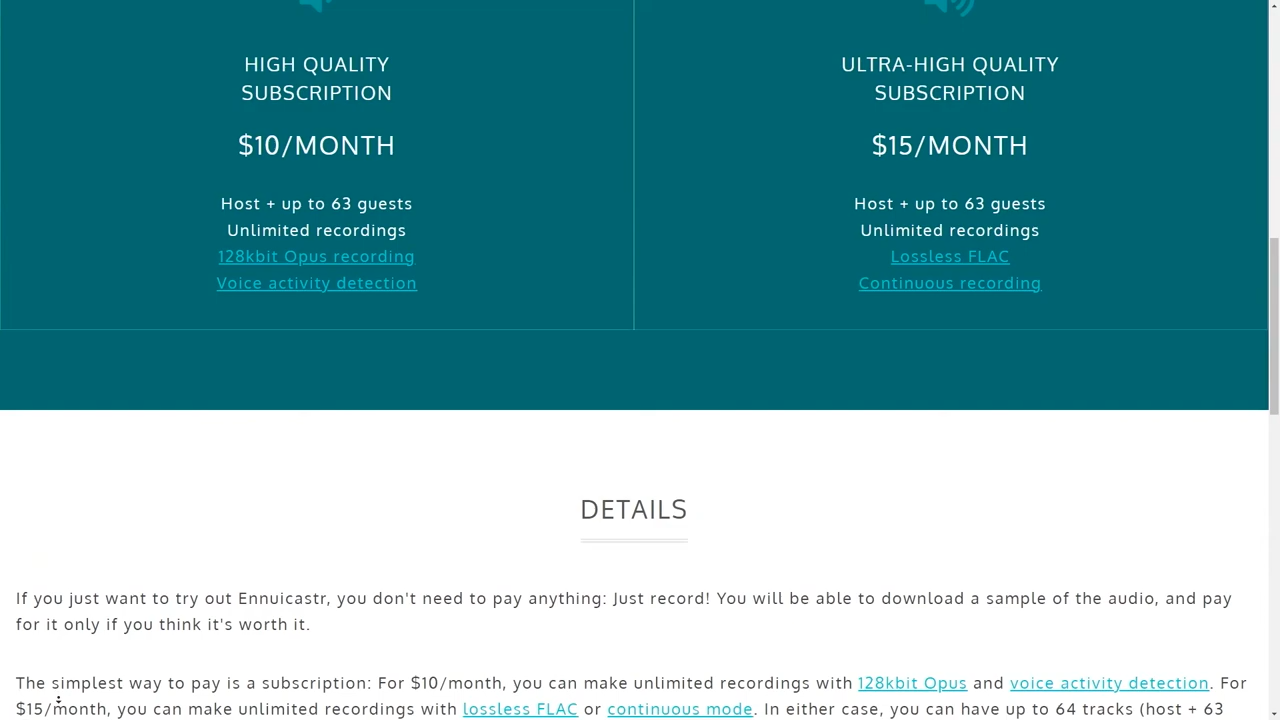 HIGH QUALITY
SUBSCRIPTION
$10/MONTH
Host + up to 63 guests
Unlimited recordings
128kbit Opus recording
Voice activity detection
ULTRA-HIGH QUALITY
SUBSCRIPTION
$15/MONTH
Host + up to 63 guests
Unlimited recordings
Lossless FLAC
Continuous recording
DETAILS
If you just want to try out Ennuicastr, you don't need to pay anything: Just record! You will be able to download a sample of the audio, and pay
for it only if you think it's worth it.
The simplest way to pay is a subscription: For $10/month, you can make unlimited recordings with 128kbit Opus and voice activity detection. For
$15/month, you can make unlimited recordings with lossless FLAC or continuous mode. In either case, you can have up to 64 tracks (host + 63